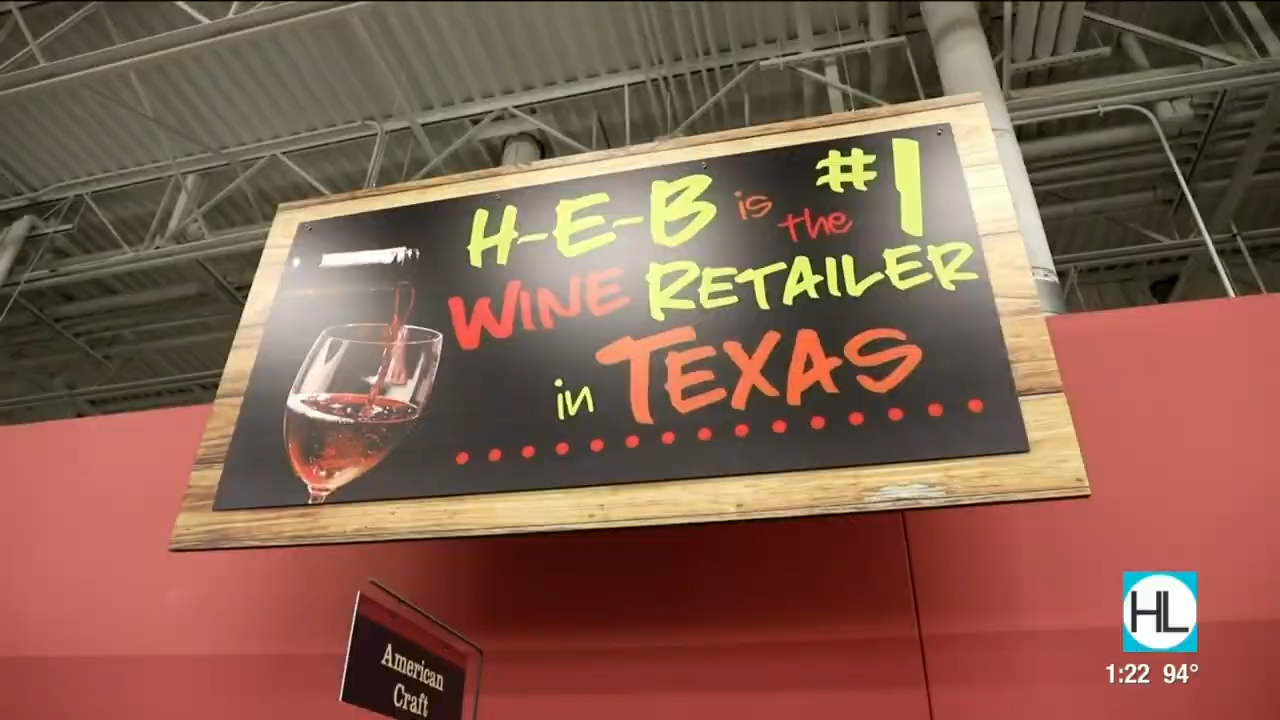 H-E-B is the #1
WINE RETAILER
in TEXAS
American
Craft
HL
1:22 94°